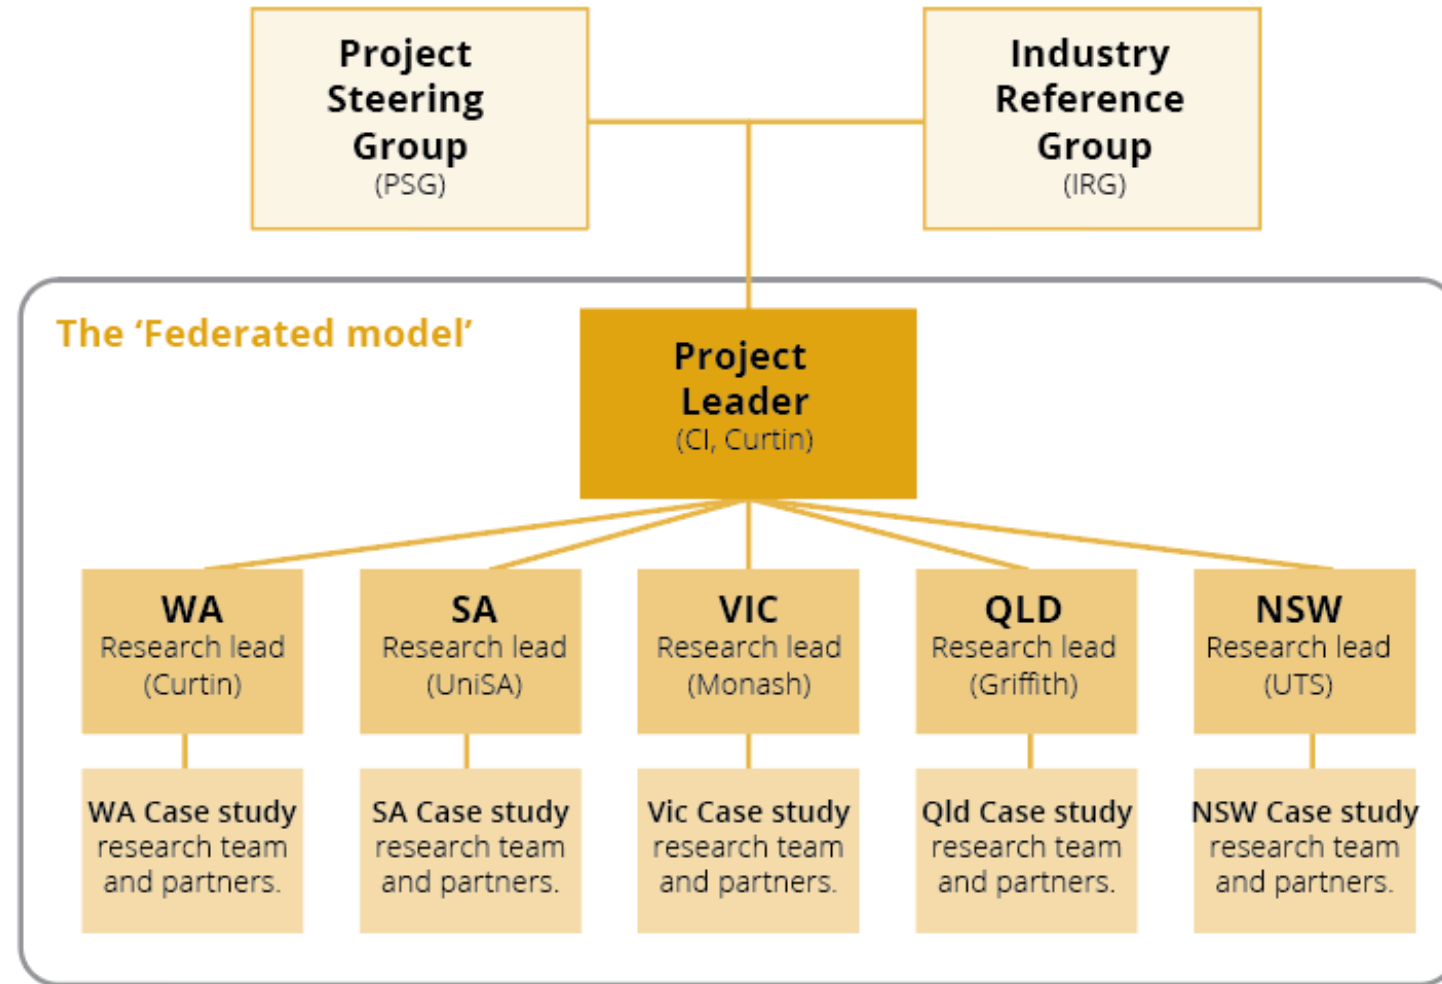 Project
Steering
Group
(PSG)
Industry
Reference
Group
(IRG)
The ‘Federated model’
Project
Leader
(CI, Curtin)
WA
Research lead
(Curtin)
SA
Research lead
(UniSA)
VIC
Research lead
(Monash)
QLD
Research lead
(Griffith)
NSW
Research lead
(UTS)
WA Case study
research team
and partners.
SA Case study
research team
and partners.
Vic Case study
research team
and partners.
Qld Case study
research team
and partners.
NSW Case study
research team
and partners.